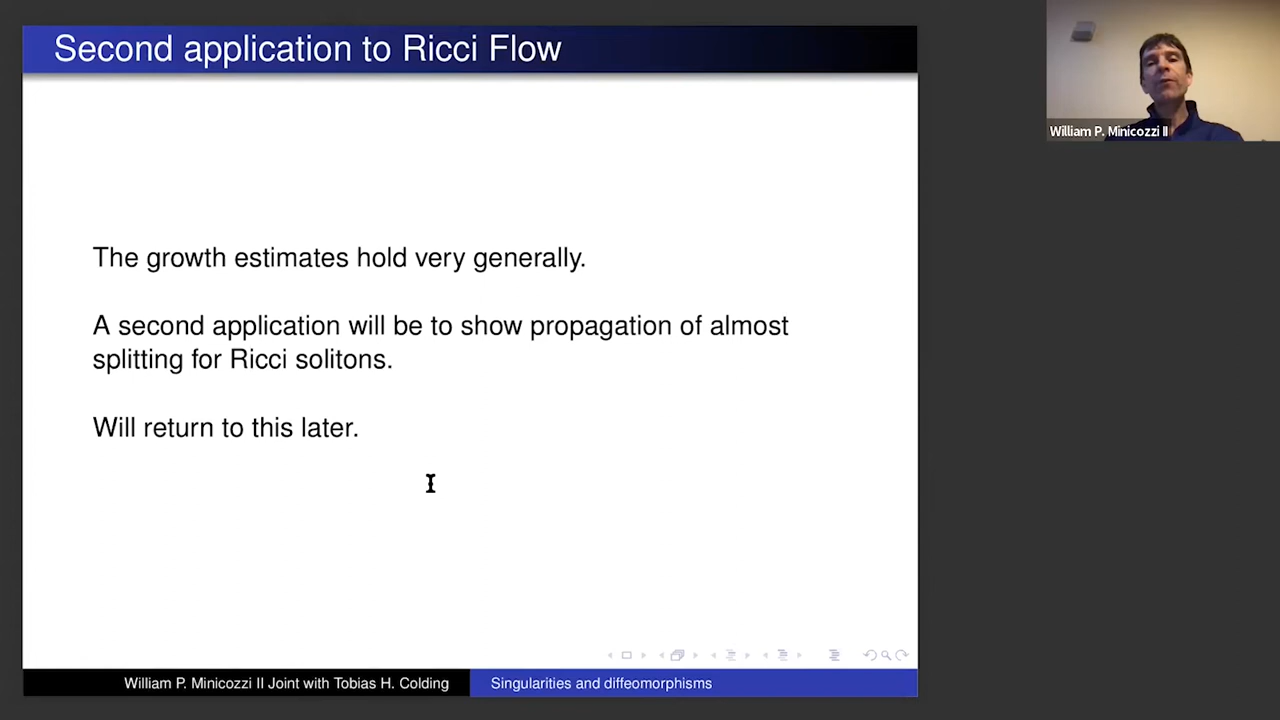 Second application to Ricci Flow
William P. Minicozzi II
The growth estimates hold very generally.
A second application will be to show propagation of almost
splitting for Ricci solitons.
Will return to this later.
William P. Minicozzi II Joint with Tobias H. Colding
Singularities and diffeomorphisms